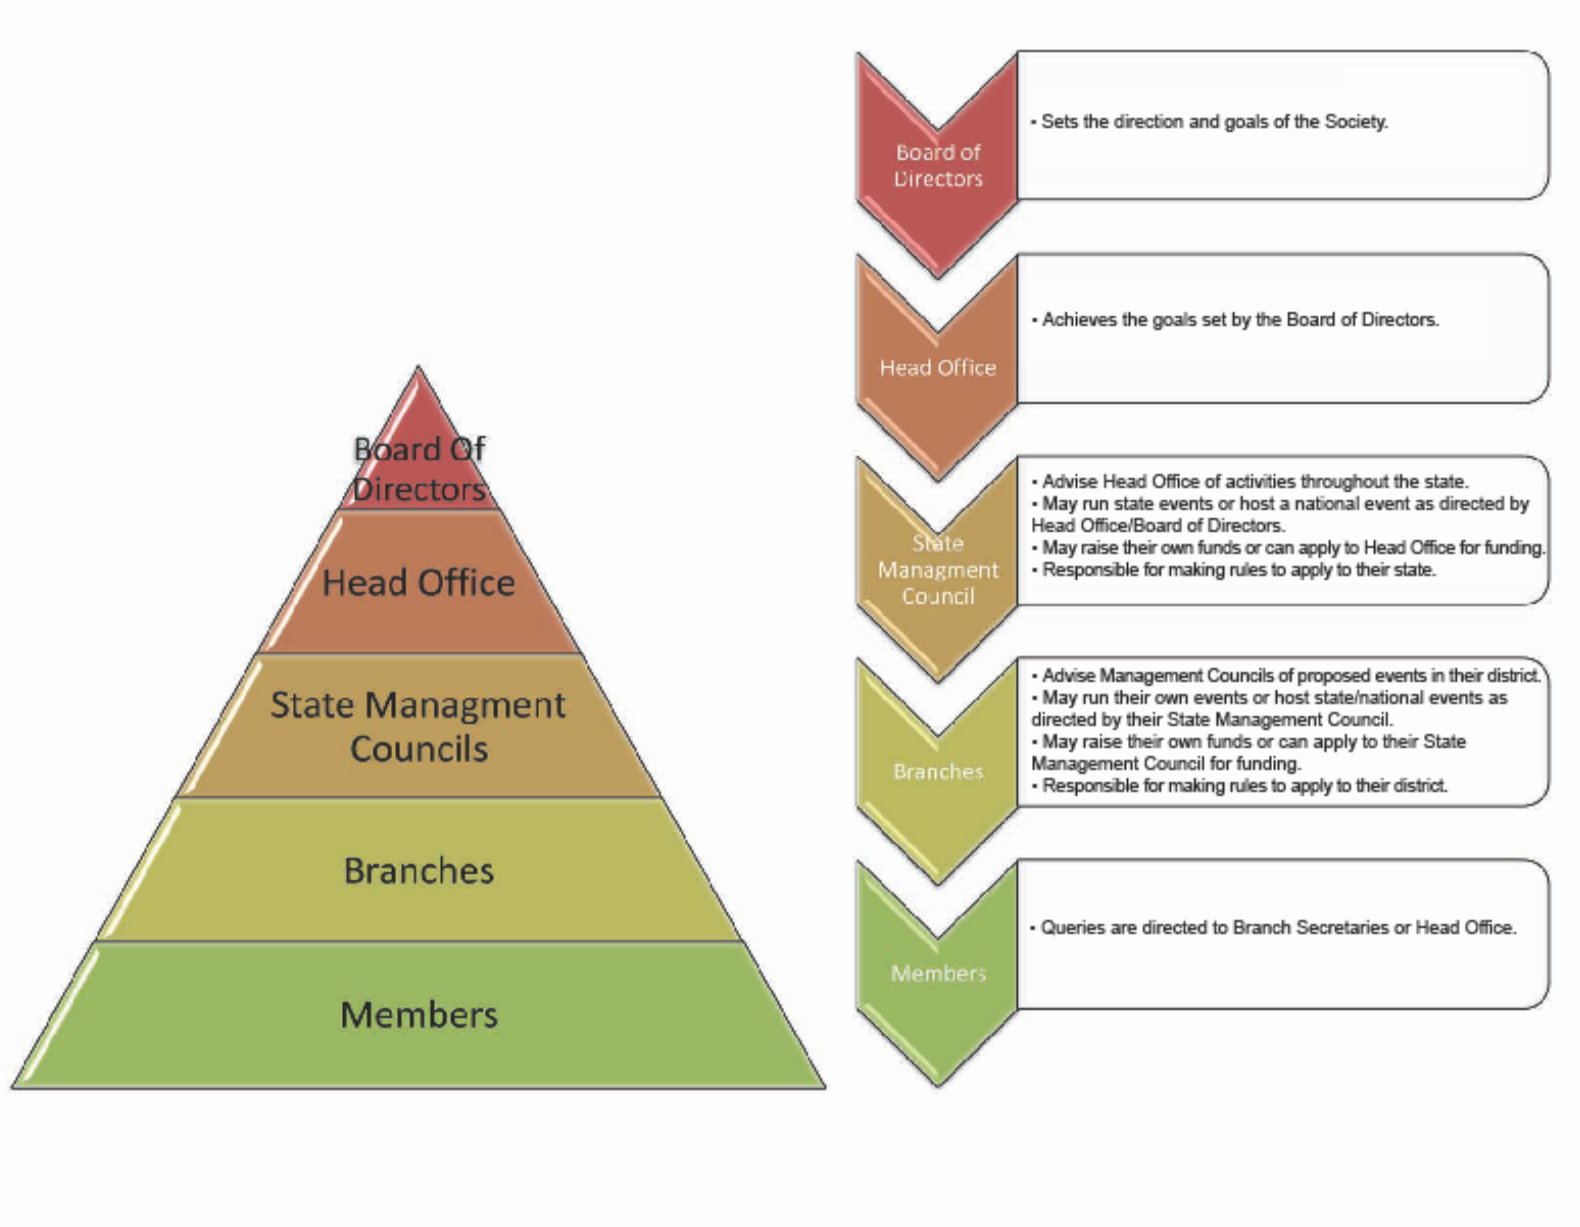 Board Of
Directors
Head Office
State Managment
Councils
Branches
Members
Board of
Directors
• Sets the direction and goals of the Society.
Head Office
• Achieves the goals set by the Board of Directors.
State
Managment
Council
• Advise Head Office of activities throughout the state.
• May run state events or host a national event as directed by
Head Office/Board of Directors.
• May raise their own funds or can apply to Head Office for funding.
• Responsible for making rules to apply to their state.
Branches
• Advise Management Councils of proposed events in their district.
• May run their own events or host state/national events as
directed by their State Management Council.
• May raise their own funds or can apply to their State
Management Council for funding.
• Responsible for making rules to apply to their district.
Members
• Queries are directed to Branch Secretaries or Head Office.